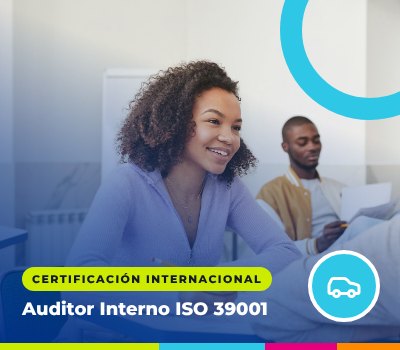 CERTIFICACIÓN INTERNACIONAL
Auditor Interno ISO 39001